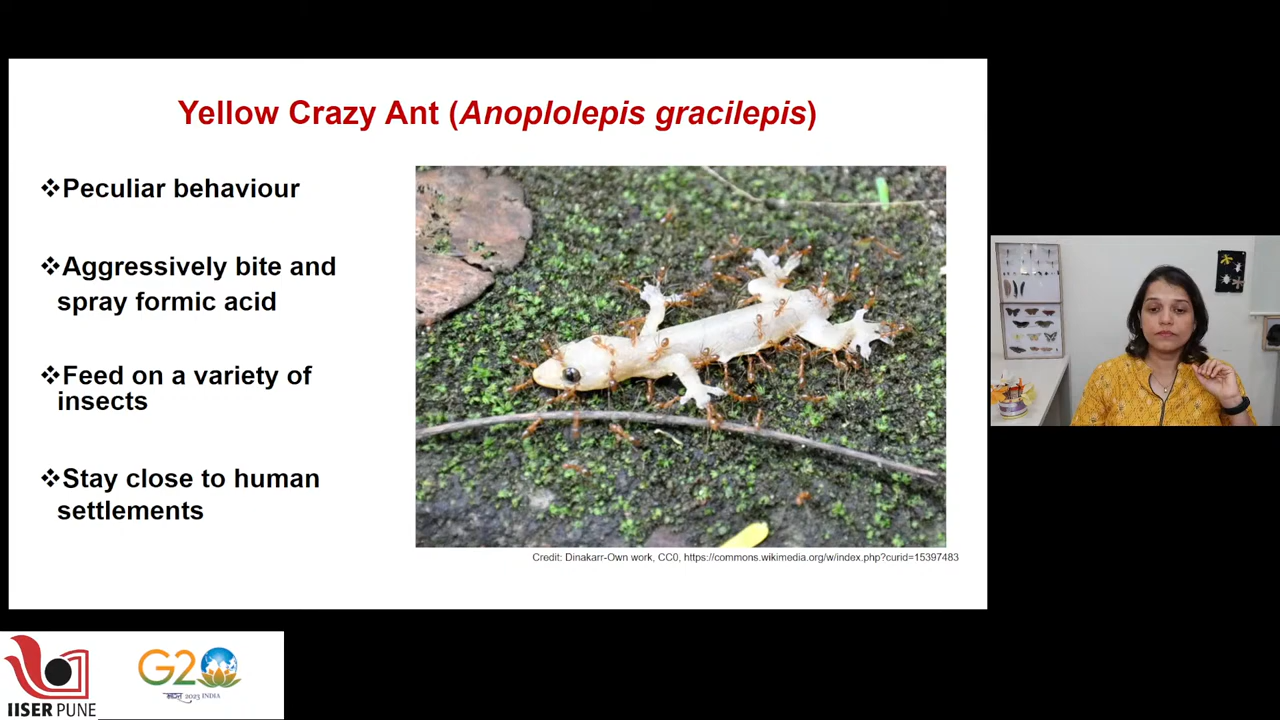 Yellow Crazy Ant (Anoplolepis gracilepis)
❖Peculiar behaviour
❖Aggressively bite and
spray formic acid
❖Feed on a variety of
insects
❖Stay close to human
settlements
Credit: Dinakarr-Own work, CC0, https://commons.wikimedia.org/w/index.php?curid=15397483
IISER PUNE
G20
भारत 2023 INDIA